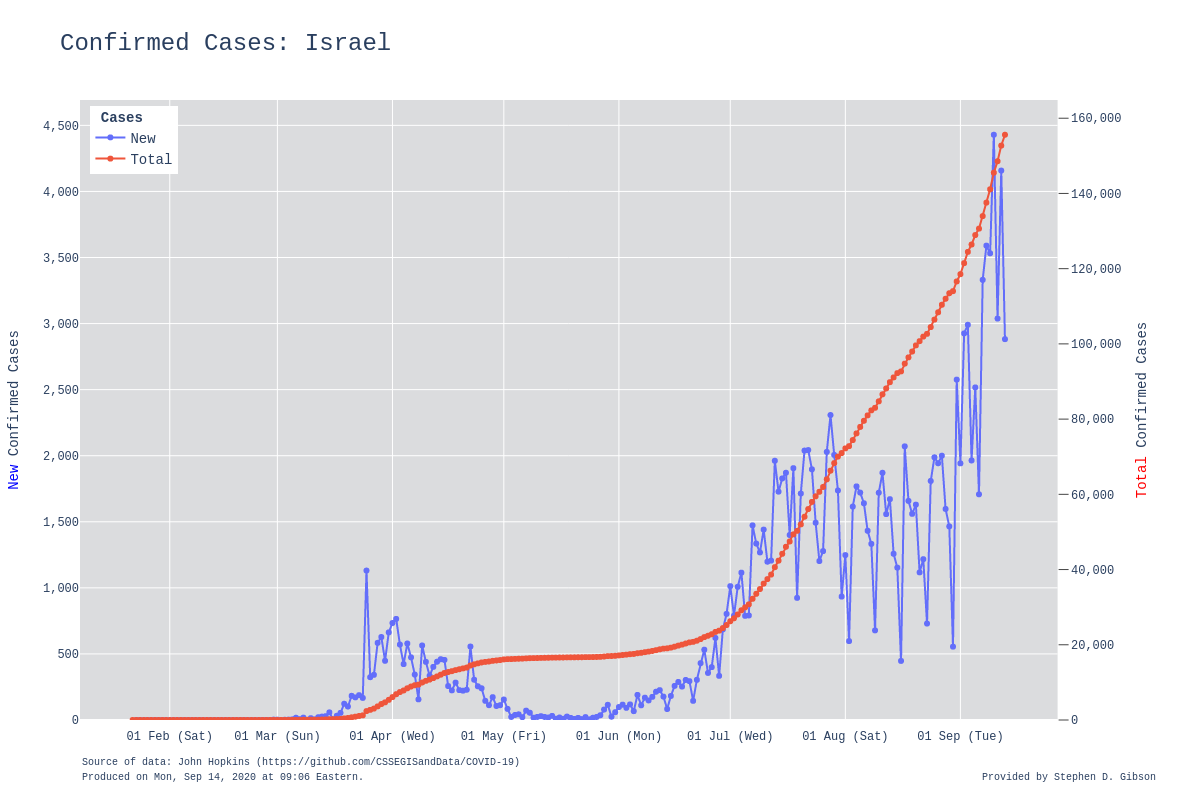 Confirmed Cases: Israel
Cases
New
Total
4,500
4,000
3,500
3,000
2,500
2,000
1,500
1,000
500
0
New Confirmed Cases
160,000
140,000
120,000
100,000
80,000
60,000
40,000
20,000
0
Total Confirmed Cases
01 Feb (Sat) 01 Mar (Sun) 01 Apr (Wed) 01 May (Fri) 01 Jun (Mon) 01 Jul (Wed) 01 Aug (Sat) 01 Sep (Tue)
Source of data: John Hopkins (https://github.com/CSSEGISandData/COVID-19)
Produced on Mon, Sep 14, 2020 at 09:06 Eastern.
Provided by Stephen D. Gibson